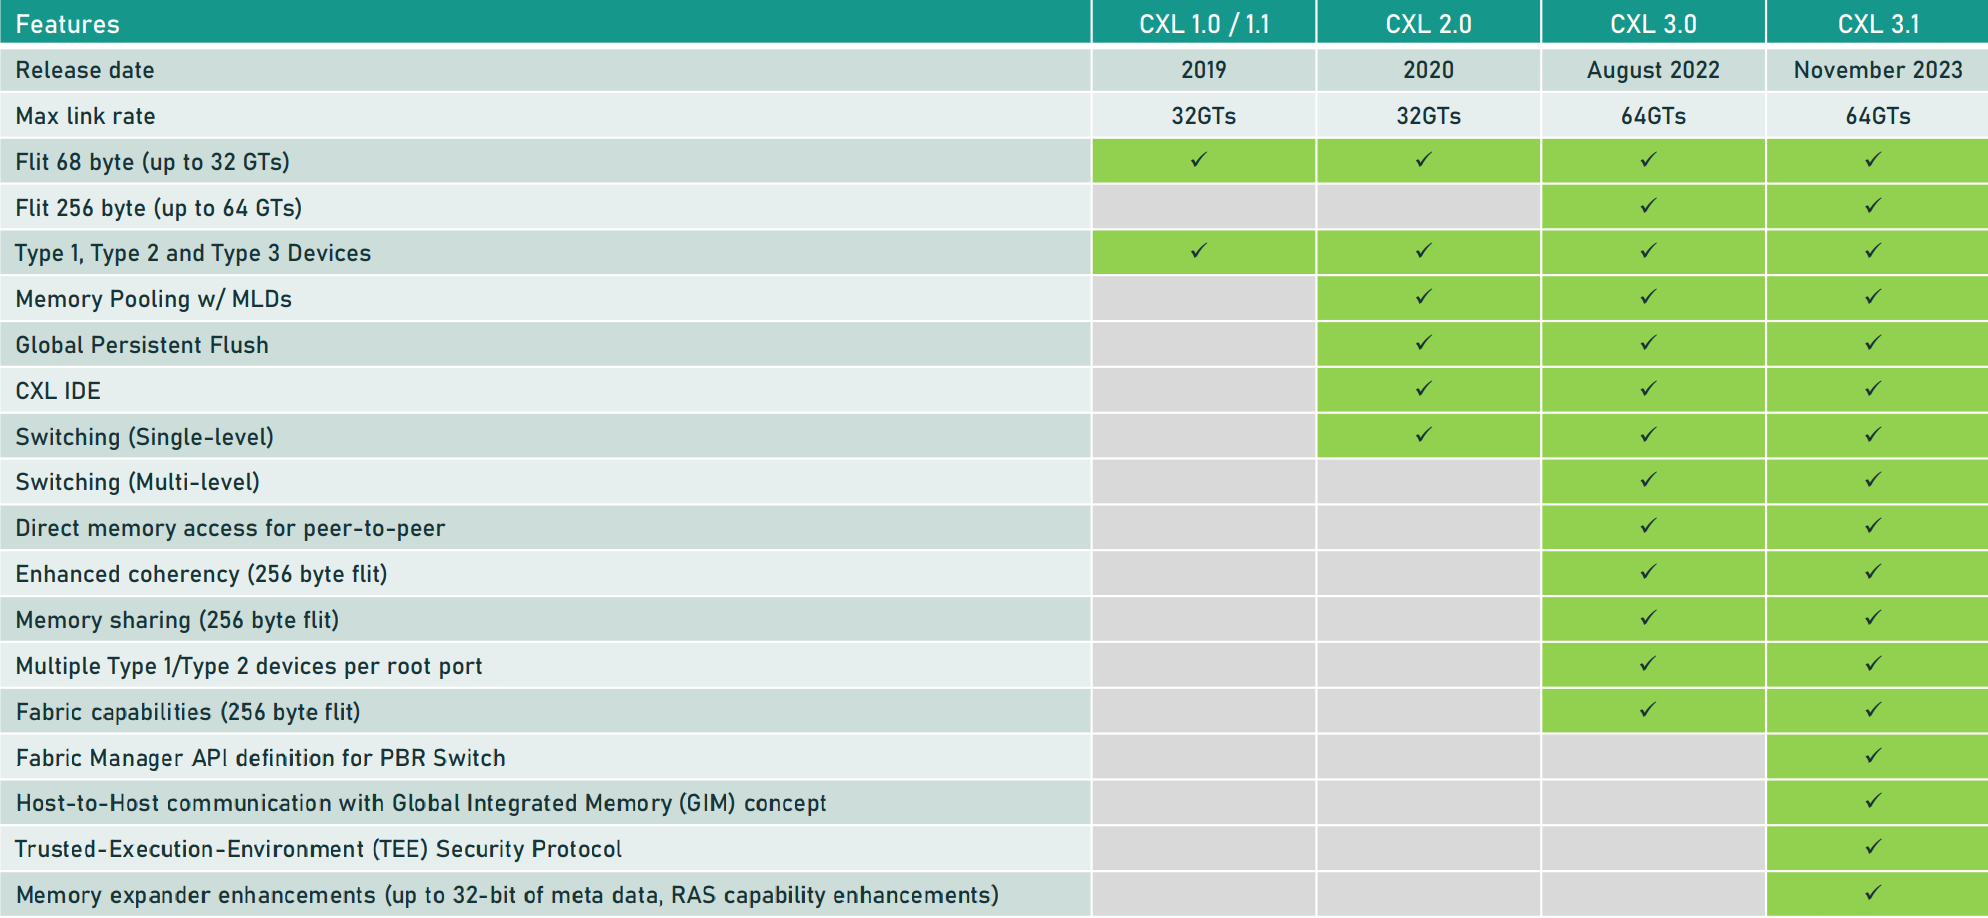 Features CXL 1.0 / 1.1 CXL 2.0 CXL 3.0 CXL 3.1
Release date 2019 2020 August 2022 November 2023
Max link rate 32GTs 32GTs 64GTs 64GTs
Flit 68 byte (up to 32 GTs) ✓ ✓ ✓ ✓
Flit 256 byte (up to 64 GTs) ✓ ✓
Type 1, Type 2 and Type 3 Devices ✓ ✓ ✓ ✓
Memory Pooling w/ MLDs ✓ ✓ ✓
Global Persistent Flush ✓ ✓ ✓
CXL IDE ✓ ✓ ✓
Switching (Single-level) ✓ ✓ ✓
Switching (Multi-level) ✓ ✓
Direct memory access for peer-to-peer ✓ ✓
Enhanced coherency (256 byte flit) ✓ ✓
Memory sharing (256 byte flit) ✓ ✓
Multiple Type 1/Type 2 devices per root port ✓ ✓
Fabric capabilities (256 byte flit) ✓ ✓
Fabric Manager API definition for PBR Switch ✓
Host-to-Host communication with Global Integrated Memory (GIM) concept ✓
Trusted-Execution-Environment (TEE) Security Protocol ✓
Memory expander enhancements (up to 32-bit of meta data, RAS capability enhancements) ✓